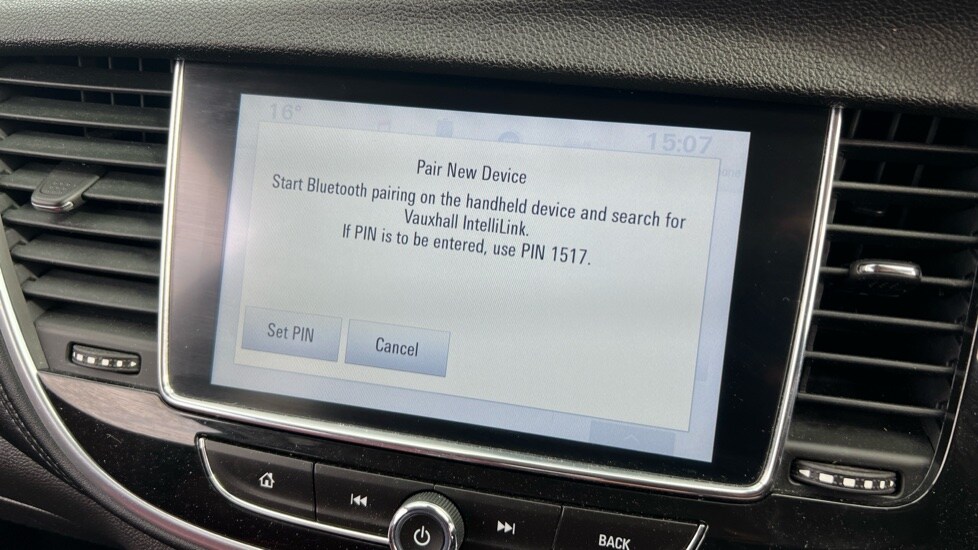 16°
15:07
Pair New Device
Start Bluetooth pairing on the handheld device and search for
Vauxhall IntelliLink.
If PIN is to be entered, use PIN 1517.
Set PIN
Cancel
BACK